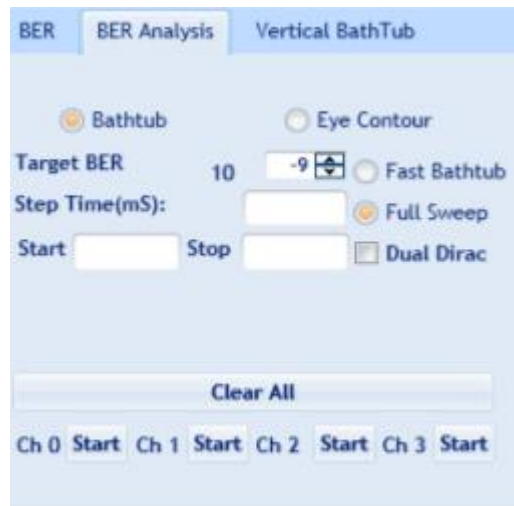 BER BER Analysis Vertical BathTub
Bathtub Eye Contour
Target BER 10 -9 Fast Bathtub
Step Time(mS): Full Sweep
Start Stop Dual Dirac
Clear All
Ch 0 Start Ch 1 Start Ch 2 Start Ch 3 Start